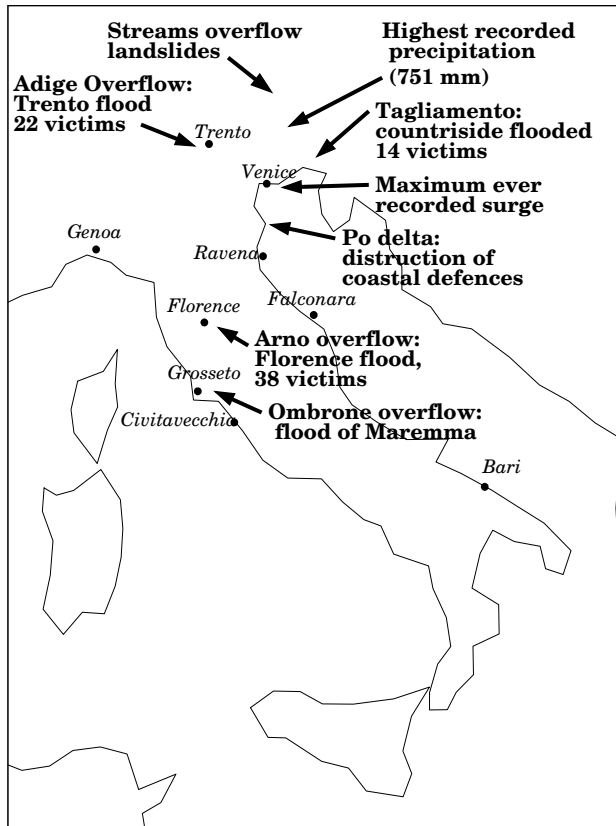 Streams overflow
landslides
Highest recorded
precipitation
(751 mm)
Adige Overflow:
Trento flood
22 victims
Trento
Tagliamento:
countriside flooded
14 victims
Venice
Maximum ever
recorded surge
Genoa
Ravena
Po delta:
distruction of
coastal defences
Florence
Falconara
Arno overflow:
Florence flood,
38 victims
Grosseto
Ombrone overflow:
flood of Maremma
Civitavecchia
Bari